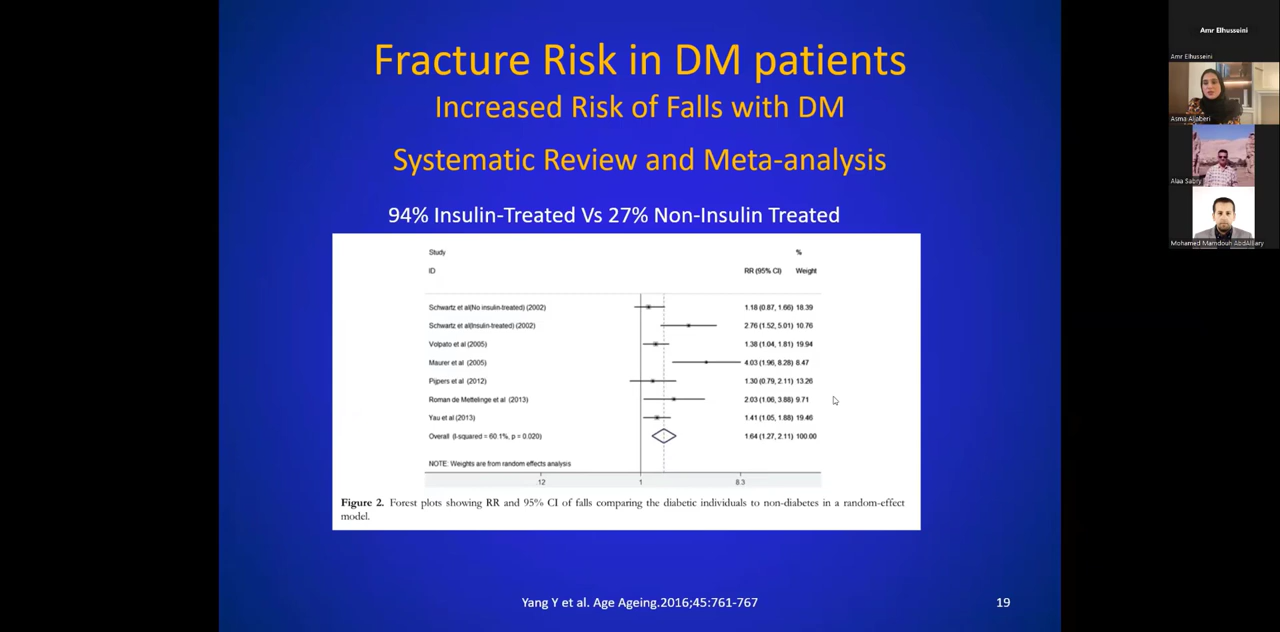 Fracture Risk in DM patients
Increased Risk of Falls with DM
Systematic Review and Meta-analysis
94% Insulin-Treated Vs 27% Non-Insulin Treated
Study %
ID RR (95% CI) Weight
Schwartz et al(No insulin-treated) (2002) 1.18 (0.87, 1.66) 18.39
Schwartz et al(Insulin-treated) (2002) 2.76 (1.52, 5.01) 10.76
Volpato et al (2005) 1.38 (1.04, 1.81) 19.94
Maurer et al (2005) 4.03 (1.96, 8.28) 8.47
Pijpers et al (2012) 1.30 (0.79, 2.11) 13.26
Roman de Mettelinge et al (2013) 2.03 (1.06, 3.88) 9.71
Yau et al (2013) 1.41 (1.05, 1.88) 19.46
Overall (I-squared = 60.1%, p = 0.020) 1.64 (1.27, 2.11) 100.00
NOTE: Weights are from random effects analysis
.12 1 8.3
Figure 2. Forest plots showing RR and 95% CI of falls comparing the diabetic individuals to non-diabetes in a random-effect
model.
Yang Y et al. Age Ageing.2016;45:761-767
19
Amr Elhusseini
Amr Elhusseini
Asma Aljaberi
Alaa Sabry
Mohamed Mamdouh AbdAlBary